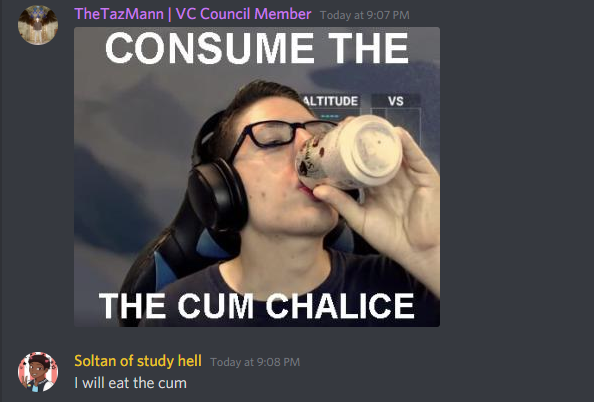 TheTazMann | VC Council Member Today at 9:07 PM
CONSUME THE
ALTITUDE VS
THE CUM CHALICE
Soltan of study hell Today at 9:08 PM
I will eat the cum